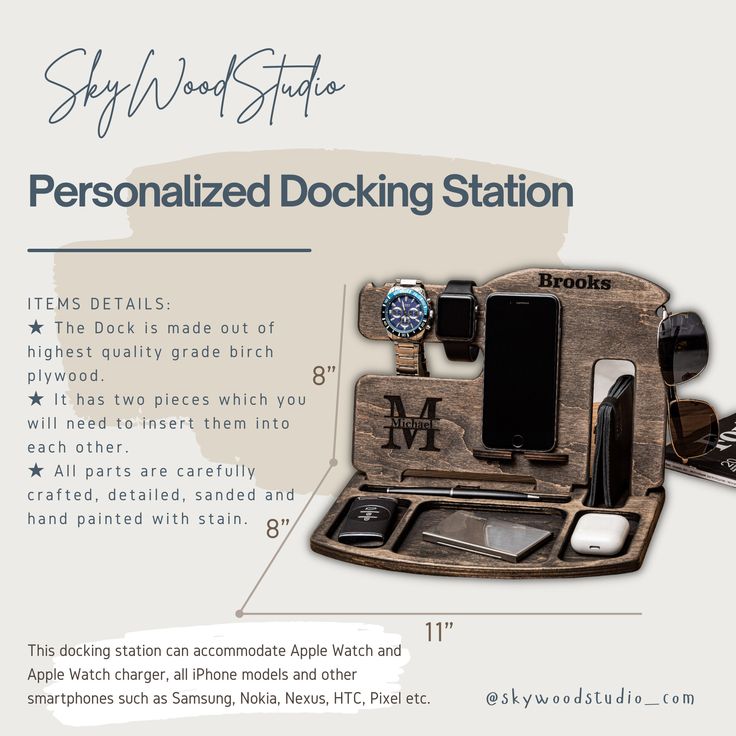 SkyWoodStudio
Personalized Docking Station
ITEMS DETAILS:
★ The Dock is made out of
highest quality grade birch
plywood.
★ It has two pieces which you
will need to insert them into
each other.
★ All parts are carefully
crafted, detailed, sanded and
hand painted with stain.
Brooks
M
Michael
8”
8”
11”
This docking station can accommodate Apple Watch and
Apple Watch charger, all iPhone models and other
smartphones such as Samsung, Nokia, Nexus, HTC, Pixel etc.
@skywoodstudio_com